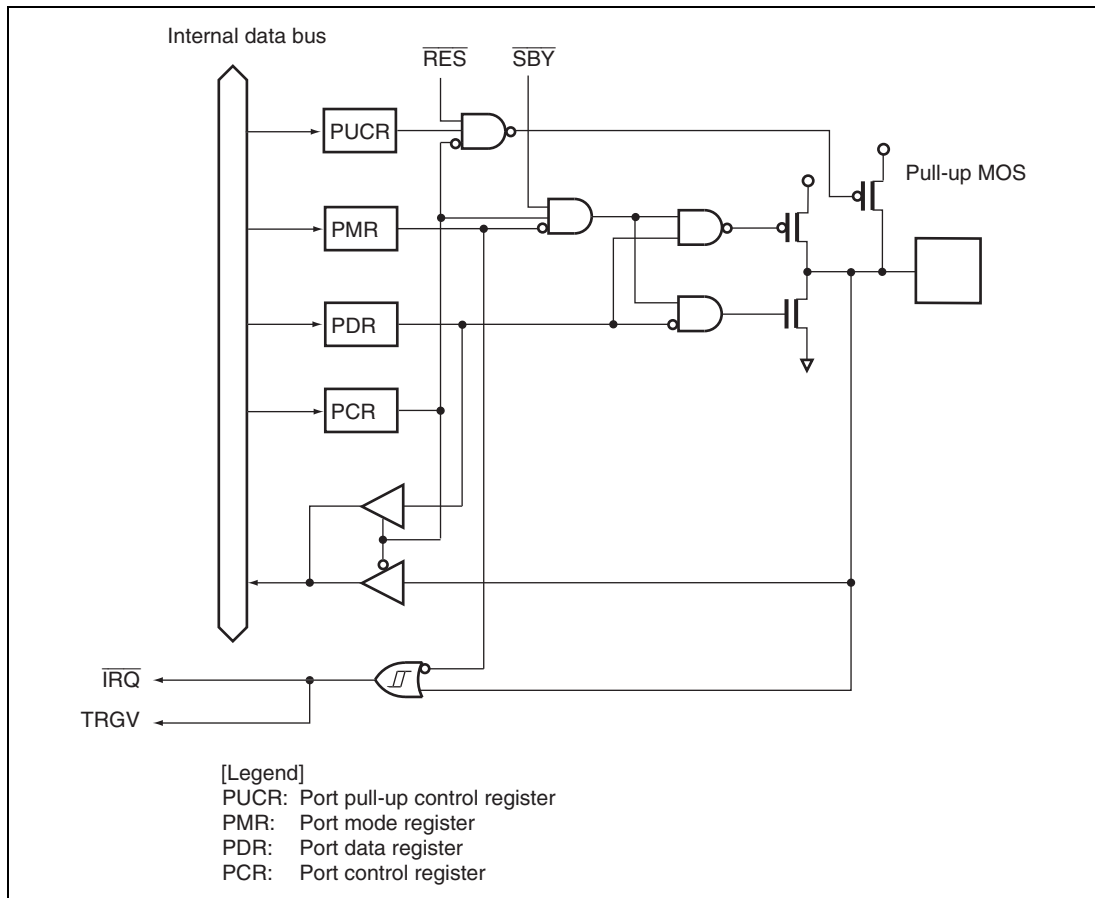 Internal data bus
RES
SBY
PUCR
Pull-up MOS
PMR
PDR
PCR
IRQ
TRGV
[Legend]
PUCR: Port pull-up control register
PMR: Port mode register
PDR: Port data register
PCR: Port control register